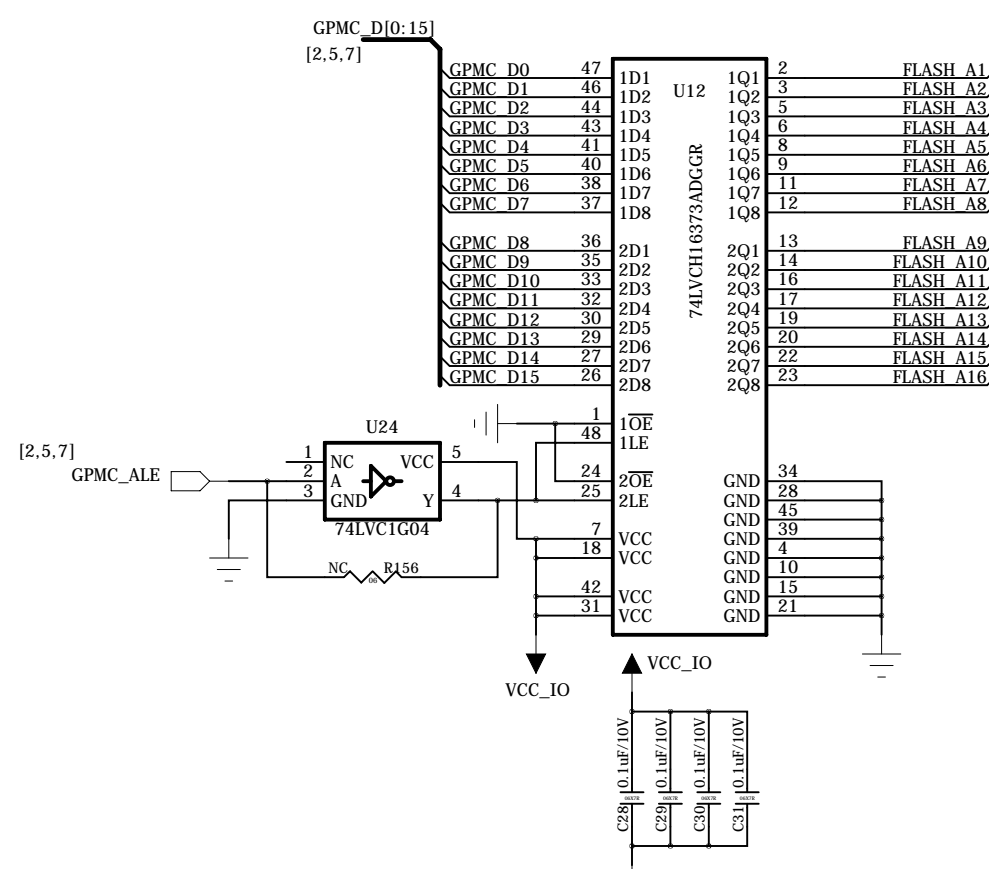 GPMC_D[0:15]
[2,5,7]
GPMC_D0 47 1D1 1Q1 2 FLASH_A1
GPMC_D1 46 1D2 U12 1Q2 3 FLASH_A2
GPMC_D2 44 1D3 1Q3 5 FLASH_A3
GPMC_D3 43 1D4 1Q4 6 FLASH_A4
GPMC_D4 41 1D5 1Q5 8 FLASH_A5
GPMC_D5 40 1D6 1Q6 9 FLASH_A6
GPMC_D6 38 1D7 1Q7 11 FLASH_A7
GPMC_D7 37 1D8 1Q8 12 FLASH_A8
74LVCH16373ADGGR
GPMC_D8 36 2D1 2Q1 13 FLASH_A9
GPMC_D9 35 2D2 2Q2 14 FLASH_A10
GPMC_D10 33 2D3 2Q3 16 FLASH_A11
GPMC_D11 32 2D4 2Q4 17 FLASH_A12
GPMC_D12 30 2D5 2Q5 19 FLASH_A13
GPMC_D13 29 2D6 2Q6 20 FLASH_A14
GPMC_D14 27 2D7 2Q7 22 FLASH_A15
GPMC_D15 26 2D8 2Q8 23 FLASH_A16
1 1OE
48 1LE
24 2OE GND 34
25 2LE GND 28
GND 45
7 VCC GND 39
18 VCC GND 4
GND 10
42 VCC GND 15
31 VCC GND 21
U24
[2,5,7]
GPMC_ALE
1 NC VCC 5
2 A
3 GND Y 4
74LVC1G04
NC R156
06
VCC_IO
VCC_IO
C28 0.1uF/10V
C29 0.1uF/10V
C30 0.1uF/10V
C31 0.1uF/10V
06X7R
06X7R
06X7R
06X7R